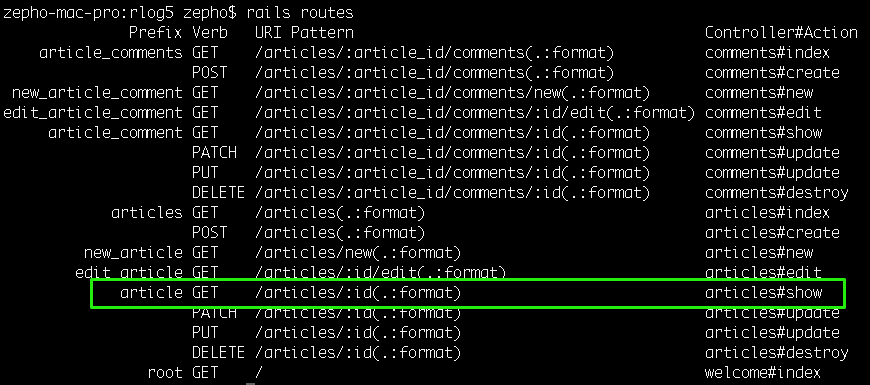 zepho-mac-pro:rlog5 zepho$ rails routes
Prefix Verb URI Pattern Controller#Action
article_comments GET /articles/:article_id/comments(.:format) comments#index
POST /articles/:article_id/comments(.:format) comments#create
new_article_comment GET /articles/:article_id/comments/new(.:format) comments#new
edit_article_comment GET /articles/:article_id/comments/:id/edit(.:format) comments#edit
article_comment GET /articles/:article_id/comments/:id(.:format) comments#show
PATCH /articles/:article_id/comments/:id(.:format) comments#update
PUT /articles/:article_id/comments/:id(.:format) comments#update
DELETE /articles/:article_id/comments/:id(.:format) comments#destroy
articles GET /articles(.:format) articles#index
POST /articles(.:format) articles#create
new_article GET /articles/new(.:format) articles#new
edit_article GET /articles/:id/edit(.:format) articles#edit
article GET /articles/:id(.:format) articles#show
PATCH /articles/:id(.:format) articles#update
PUT /articles/:id(.:format) articles#update
DELETE /articles/:id(.:format) articles#destroy
root GET / welcome#index